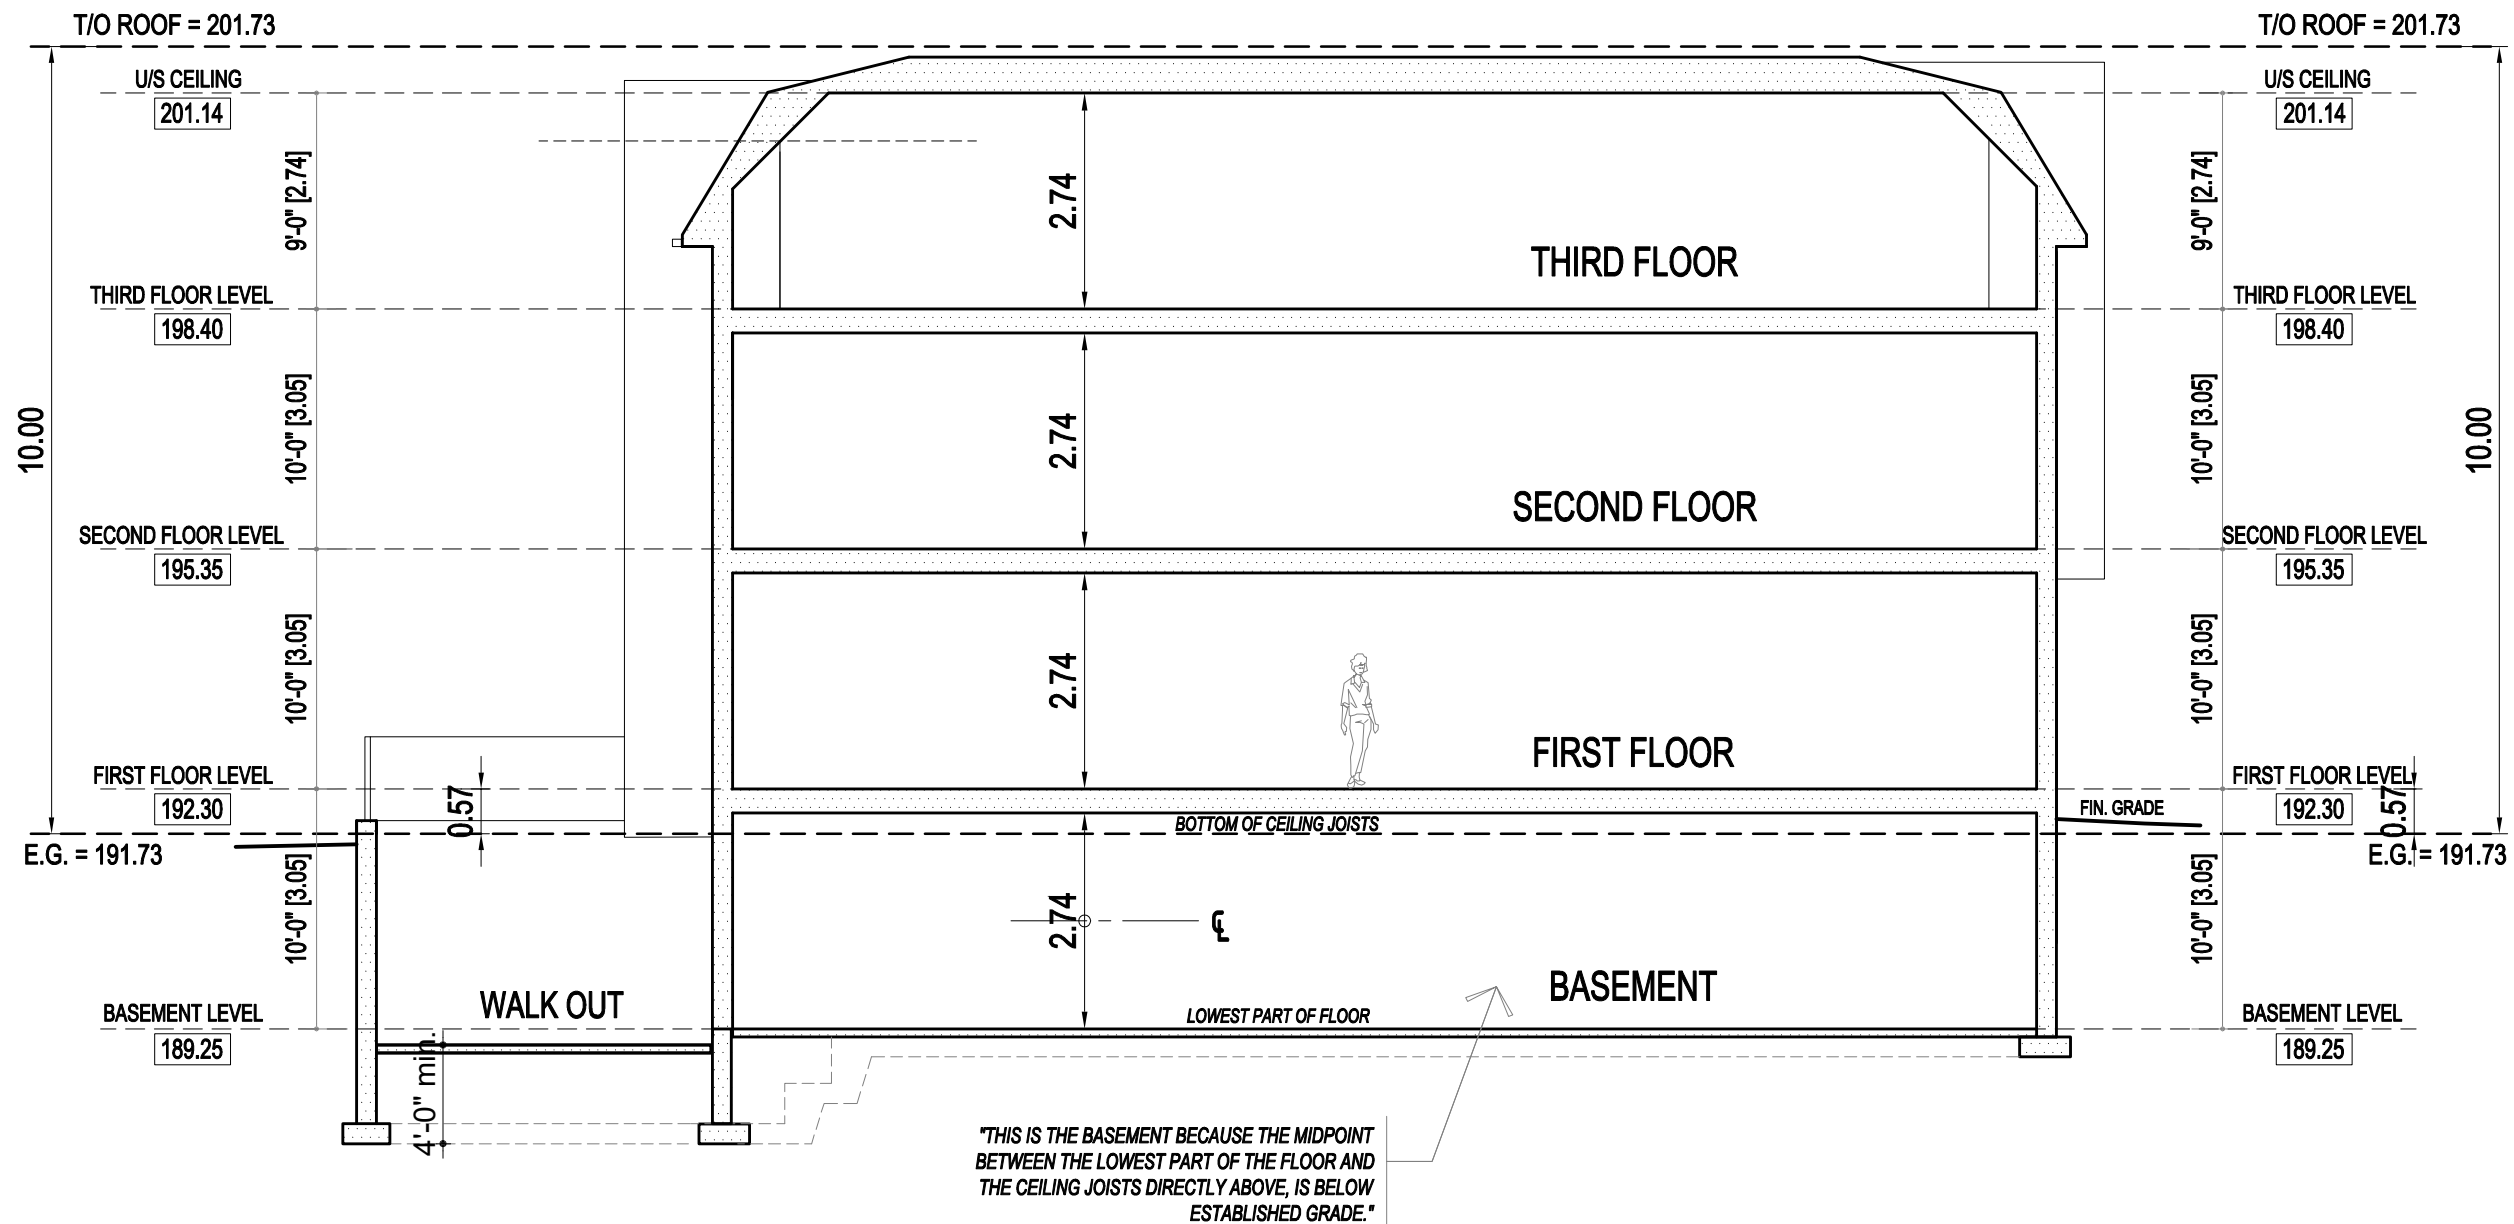 T/O ROOF = 201.73
T/O ROOF = 201.73
U/S CEILING
201.14
U/S CEILING
201.14
9'-0" [2.74]
2.74
9'-0" [2.74]
THIRD FLOOR
THIRD FLOOR LEVEL
198.40
THIRD FLOOR LEVEL
198.40
10.00
10'-0" [3.05]
2.74
10'-0" [3.05]
10.00
SECOND FLOOR
SECOND FLOOR LEVEL
195.35
SECOND FLOOR LEVEL
195.35
10'-0" [3.05]
2.74
10'-0" [3.05]
FIRST FLOOR
FIRST FLOOR LEVEL
192.30
0.57
FIRST FLOOR LEVEL
192.30
0.57
FIN. GRADE
BOTTOM OF CEILING JOISTS
E.G. = 191.73
E.G. = 191.73
10'-0" [3.05]
2.74
℄
10'-0" [3.05]
WALK OUT
BASEMENT
BASEMENT LEVEL
189.25
LOWEST PART OF FLOOR
BASEMENT LEVEL
189.25
4'-0" min.
"THIS IS THE BASEMENT BECAUSE THE MIDPOINT
BETWEEN THE LOWEST PART OF THE FLOOR AND
THE CEILING JOISTS DIRECTLY ABOVE, IS BELOW
ESTABLISHED GRADE."